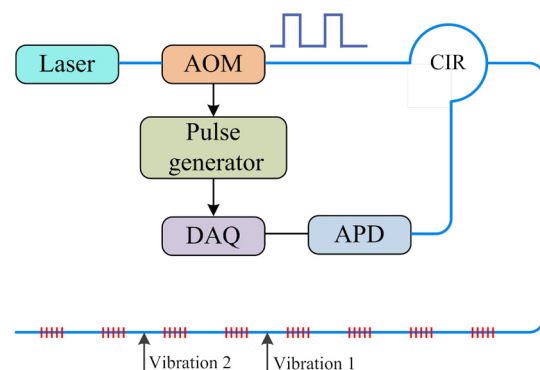 Laser
AOM
CIR
Pulse
generator
DAQ
APD
Vibration 2
Vibration 1